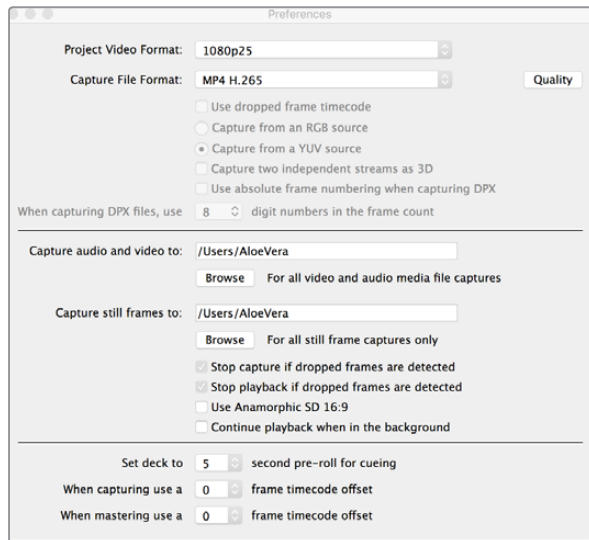 Preferences
Project Video Format: 1080p25
Capture File Format: MP4 H.265 Quality
Use dropped frame timecode
Capture from an RGB source
Capture from a YUV source
Capture two independent streams as 3D
Use absolute frame numbering when capturing DPX
When capturing DPX files, use 8 digit numbers in the frame count
Capture audio and video to: /Users/AloeVera
Browse For all video and audio media file captures
Capture still frames to: /Users/AloeVera
Browse For all still frame captures only
Stop capture if dropped frames are detected
Stop playback if dropped frames are detected
Use Anamorphic SD 16:9
Continue playback when in the background
Set deck to 5 second pre-roll for cueing
When capturing use a 0 frame timecode offset
When mastering use a 0 frame timecode offset